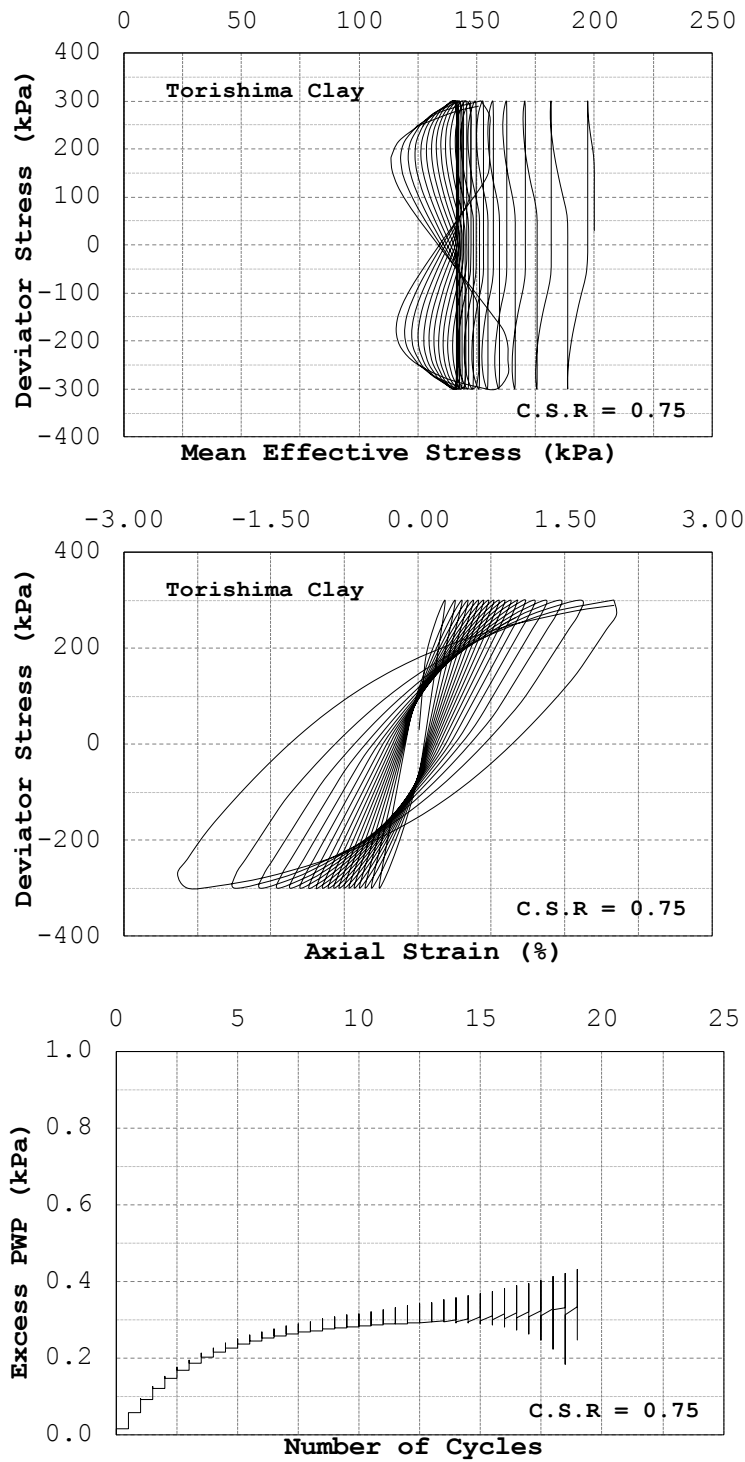 0 50 100 150 200 250
400
Torishima Clay
300
200
100
0
-100
-200
-300
C.S.R = 0.75
-400
Deviator Stress (kPa)
Mean Effective Stress (kPa)
-3.00 -1.50 0.00 1.50 3.00
400
Torishima Clay
200
0
-200
C.S.R = 0.75
-400
Deviator Stress (kPa)
Axial Strain (%)
0 5 10 15 20 25
1.0
0.8
0.6
0.4
0.2
C.S.R = 0.75
0.0
Excess PWP (kPa)
Number of Cycles